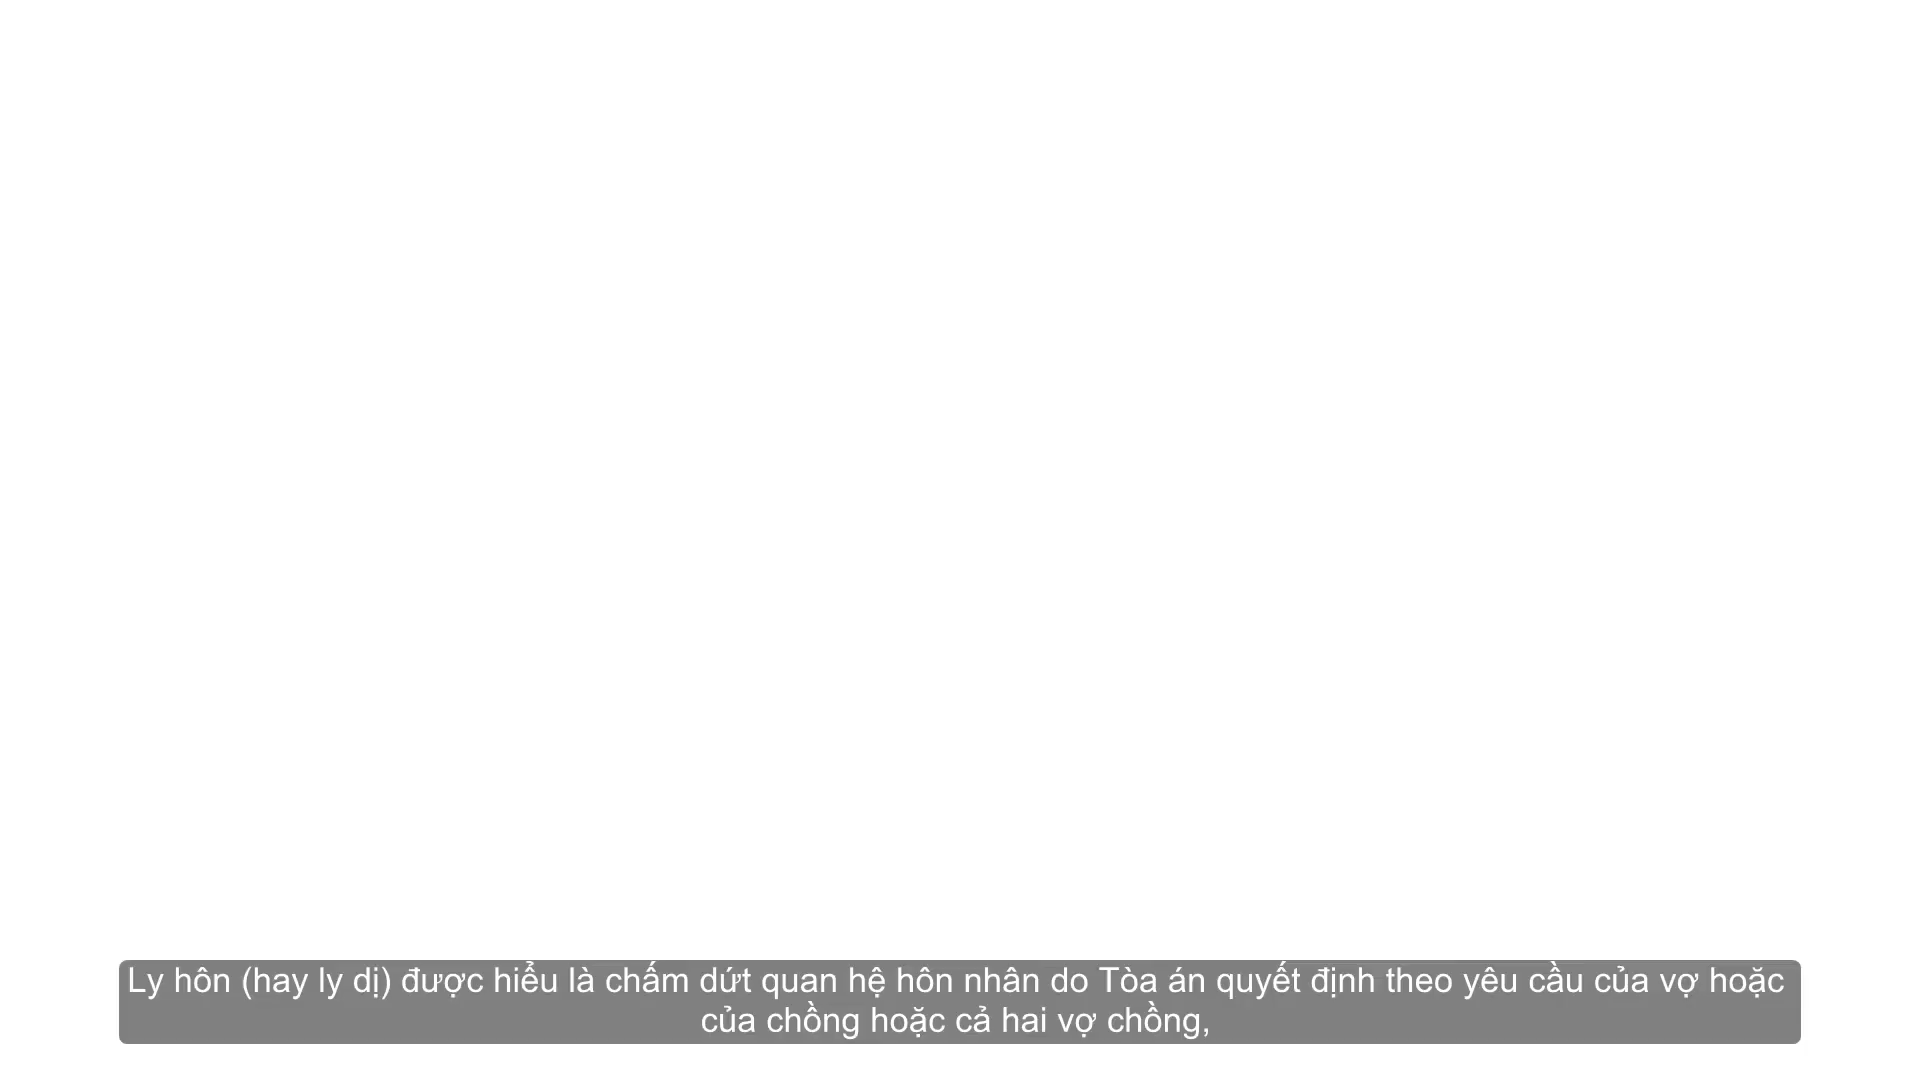 Ly hôn (hay ly dị) được hiểu là chấm dứt quan hệ hôn nhân do Tòa án quyết định theo yêu cầu của vợ hoặc
của chồng hoặc cả hai vợ chồng,